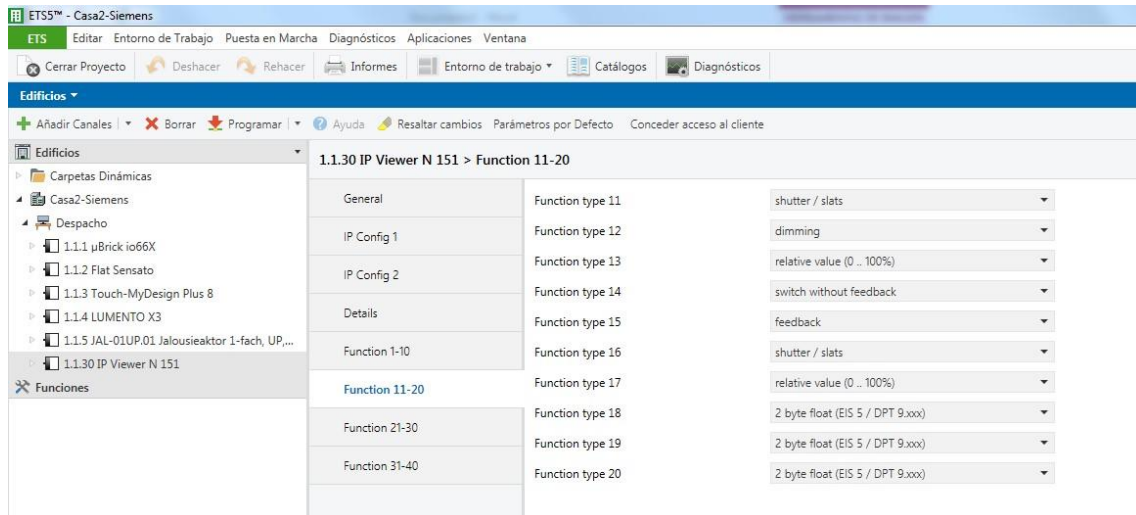 ETS5™ - Casa2-Siemens
ETS Editar Entorno de Trabajo Puesta en Marcha Diagnósticos Aplicaciones Ventana
Cerrar Proyecto Deshacer Rehacer Informes Entorno de trabajo Catálogos Diagnósticos
Edificios
Añadir Canales Borrar Programar Ayuda Resaltar cambios Parámetros por Defecto Conceder acceso al cliente
Edificios
Carpetas Dinámicas
Casa2-Siemens
Despacho
1.1.1 µBrick io66X
1.1.2 Flat Sensato
1.1.3 Touch-MyDesign Plus 8
1.1.4 LUMENTO X3
1.1.5 JAL-01UP.01 Jalousieaktor 1-fach, UP,...
1.1.30 IP Viewer N 151
Funciones
1.1.30 IP Viewer N 151 > Function 11-20
General
IP Config 1
IP Config 2
Details
Function 1-10
Function 11-20
Function 21-30
Function 31-40
Function type 11 shutter / slats
Function type 12 dimming
Function type 13 relative value (0 .. 100%)
Function type 14 switch without feedback
Function type 15 feedback
Function type 16 shutter / slats
Function type 17 relative value (0 .. 100%)
Function type 18 2 byte float (EIS 5 / DPT 9.xxx)
Function type 19 2 byte float (EIS 5 / DPT 9.xxx)
Function type 20 2 byte float (EIS 5 / DPT 9.xxx)